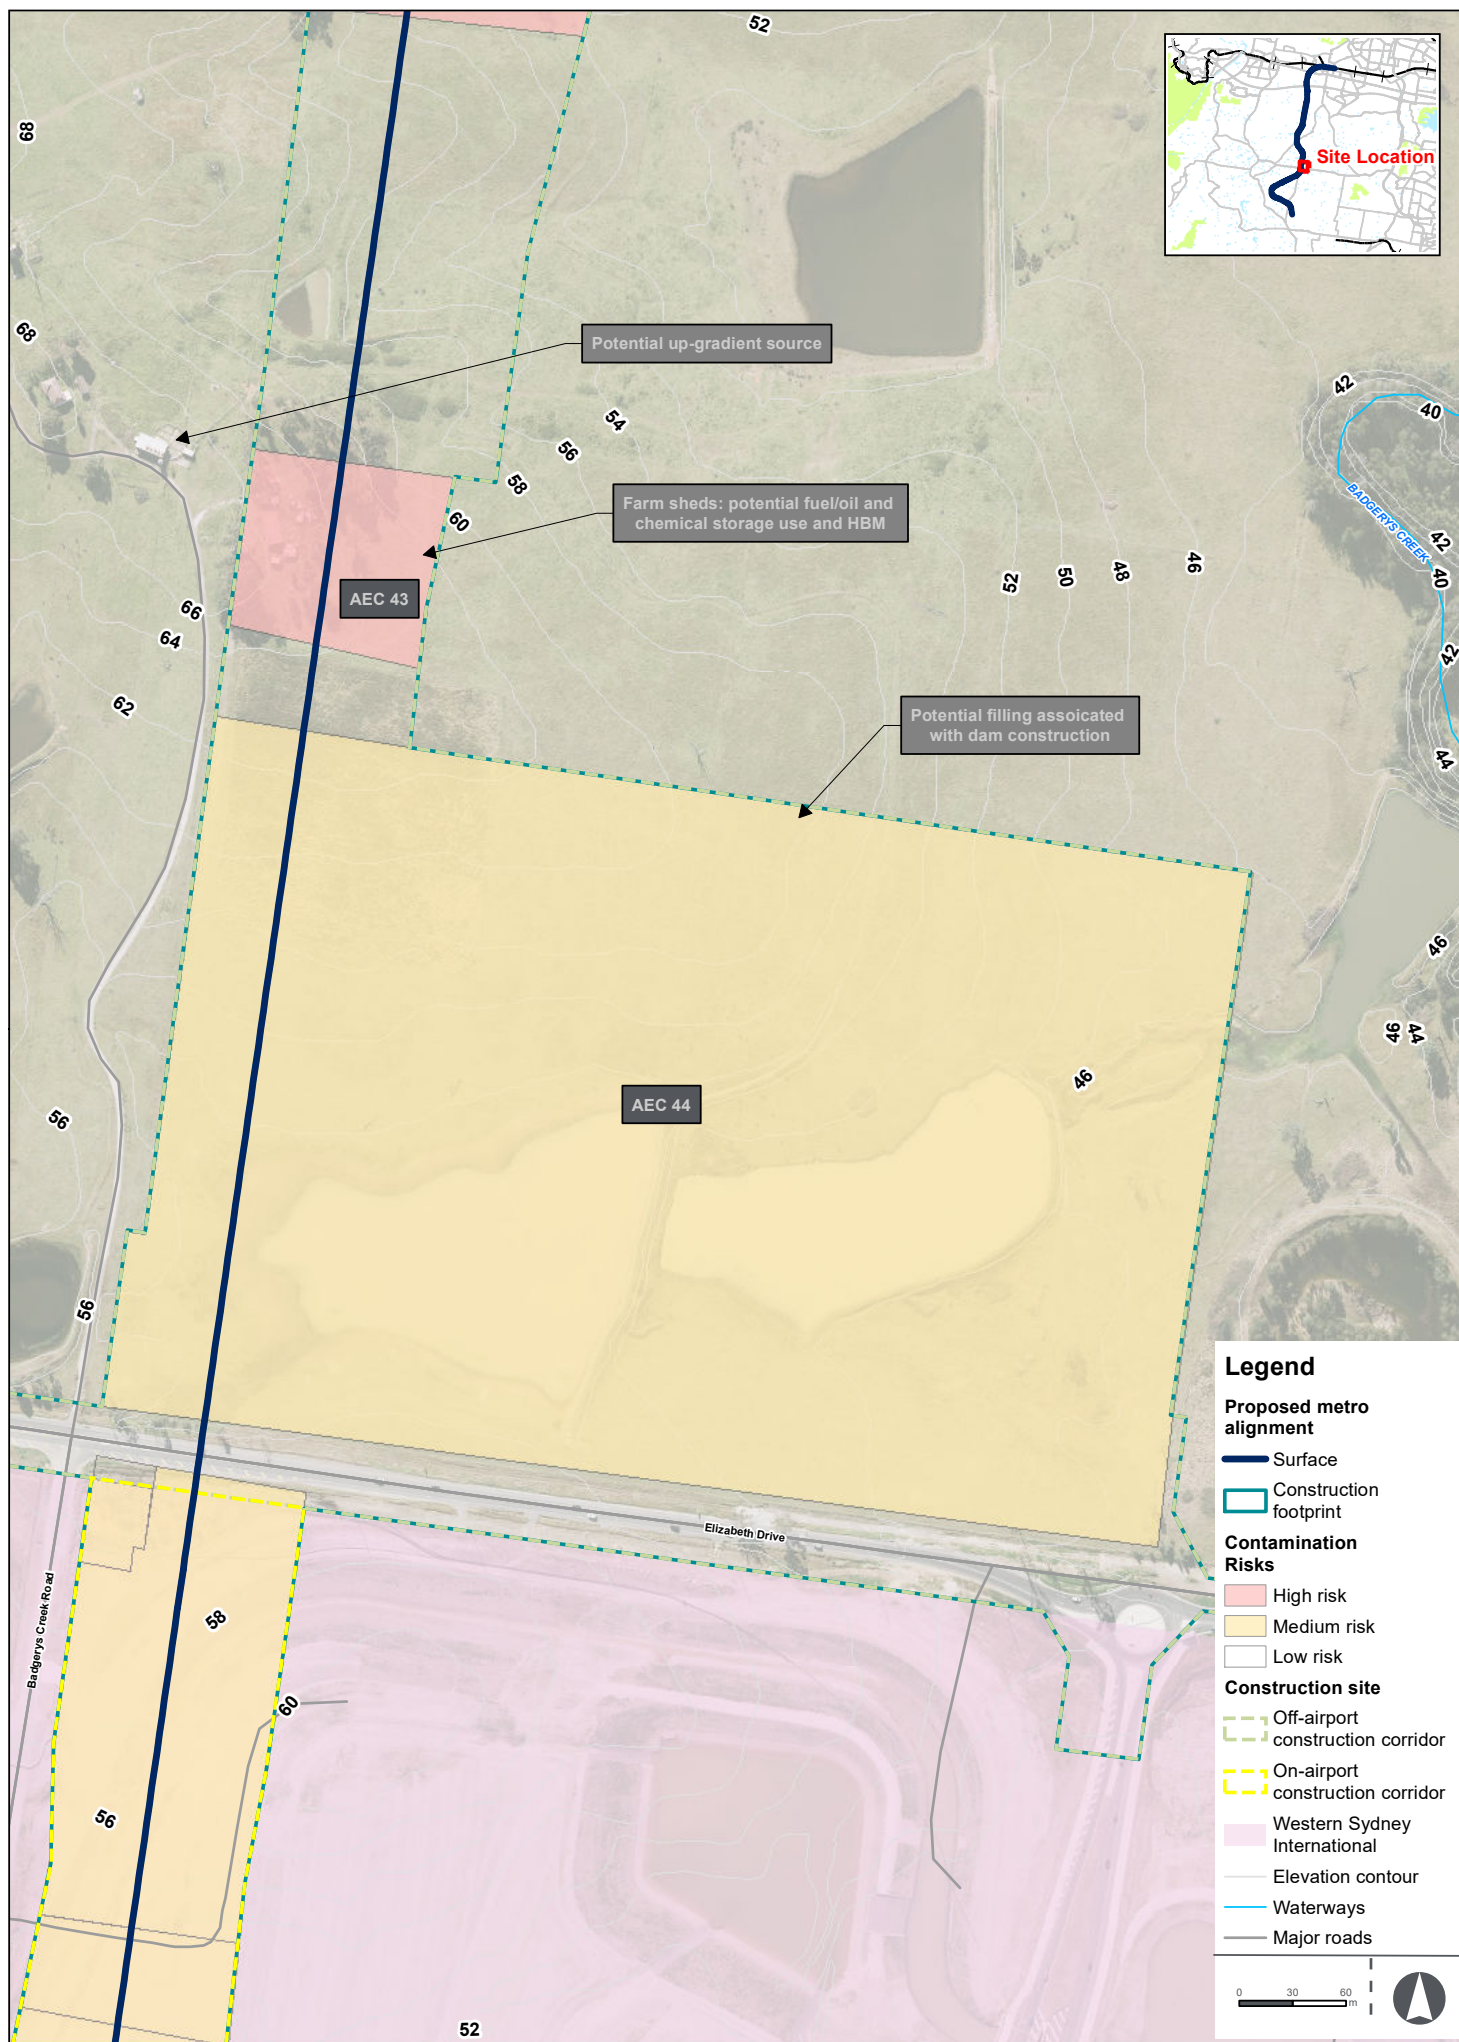 52
68
Site Location
68
Potential up-gradient source
42
40
54
56
58
Farm sheds: potential fuel/oil and
chemical storage use and HBM
60
BADGERYS CREEK
42
40
52
50
48
46
AEC 43
66
64
42
62
Potential filling assoicated
with dam construction
44
46
46
44
46
AEC 44
56
56
Elizabeth Drive
Badgerys Creek Road
58
60
56
52
Legend
Proposed metro
alignment
Surface
Construction
footprint
Contamination
Risks
High risk
Medium risk
Low risk
Construction site
Off-airport
construction corridor
On-airport
construction corridor
Western Sydney
International
Elevation contour
Waterways
Major roads
0 30 60
m